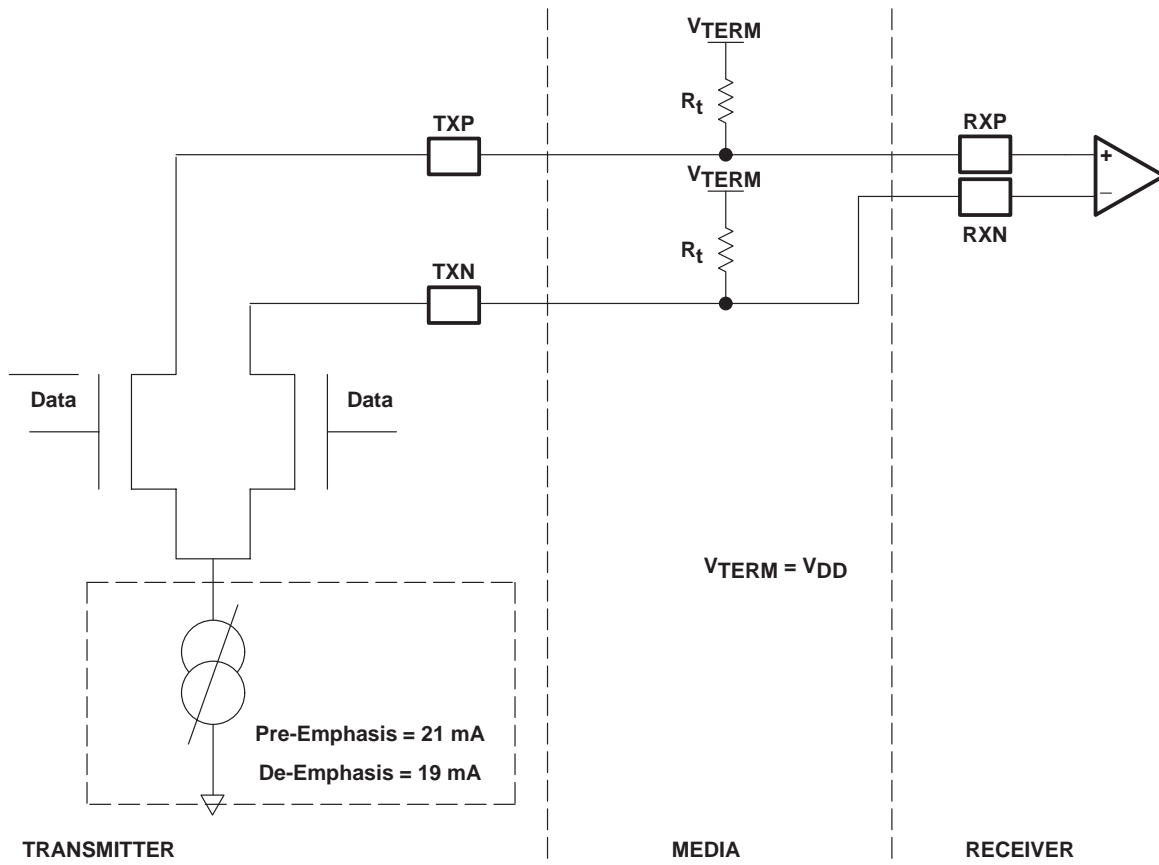 VTERM
Rt
TXP
RXP
+
VTERM
−
RXN
Rt
TXN
Data
Data
VTERM = VDD
Pre-Emphasis = 21 mA
De-Emphasis = 19 mA
TRANSMITTER
MEDIA
RECEIVER